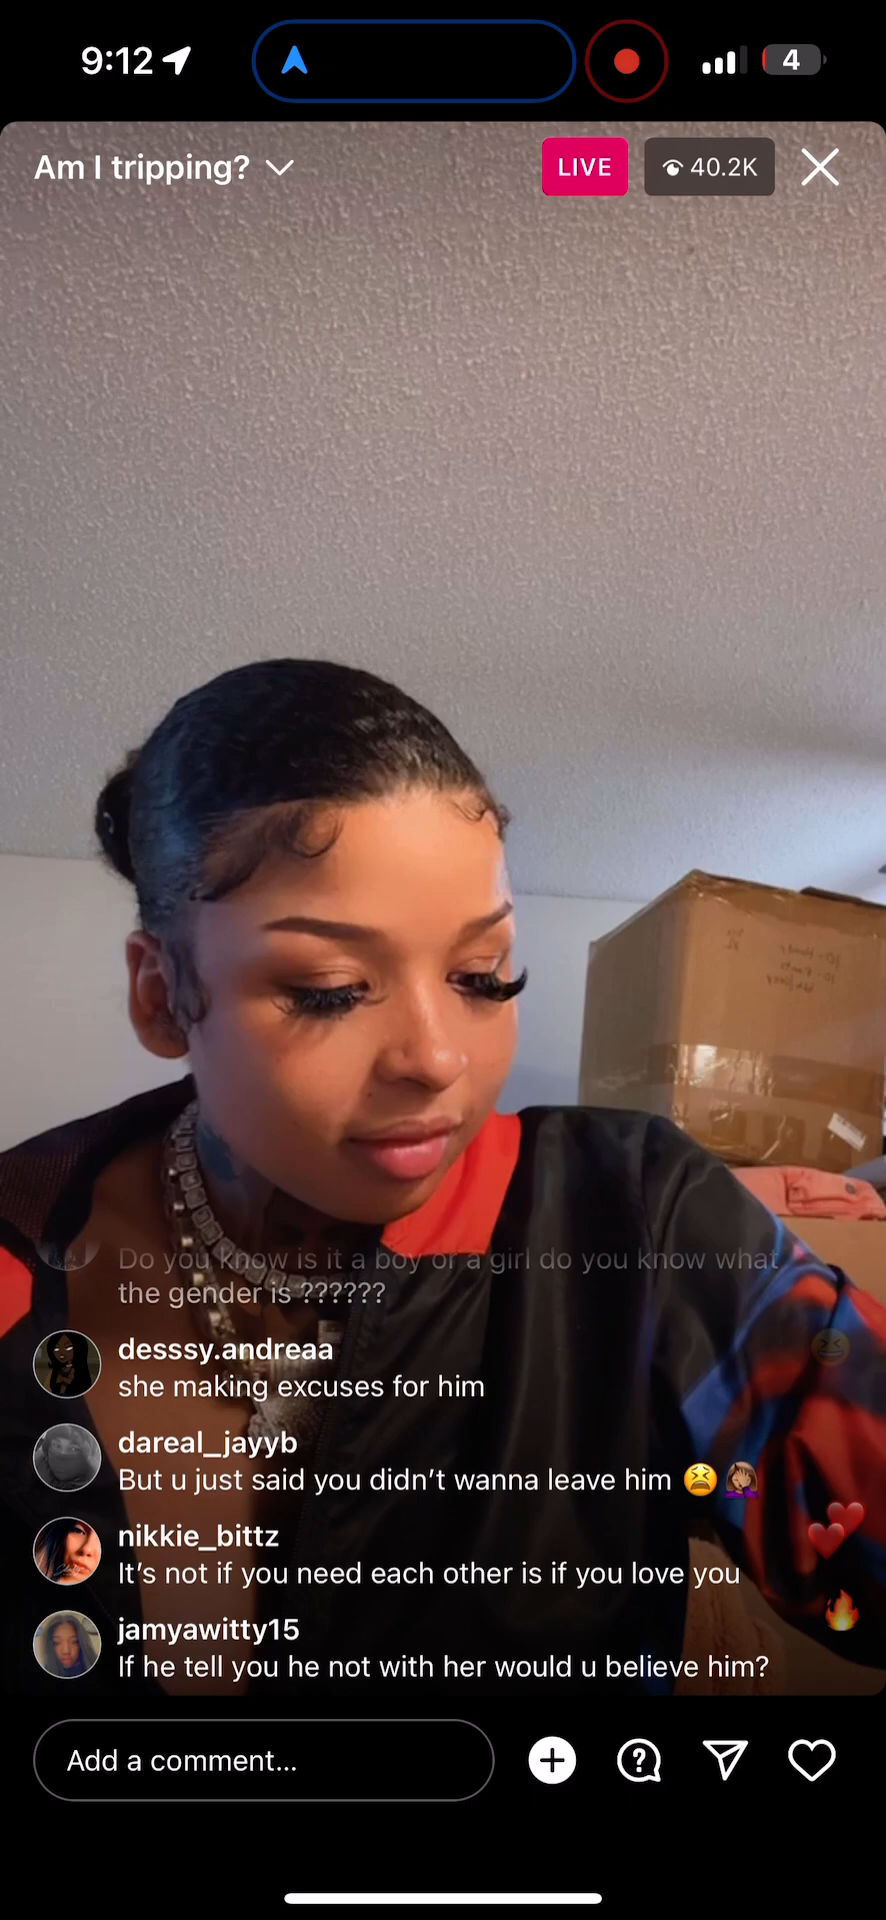 9:12
4
Am I tripping?
LIVE
40.2K
Do you know is it a boy or a girl do you know what
the gender is ??????
desssy.andreaa
she making excuses for him
dareal_jayyb
But u just said you didn’t wanna leave him 😫 🤦🏽‍♀️
nikkie_bittz
It’s not if you need each other is if you love you
jamyawitty15
If he tell you he not with her would u believe him?
Add a comment...